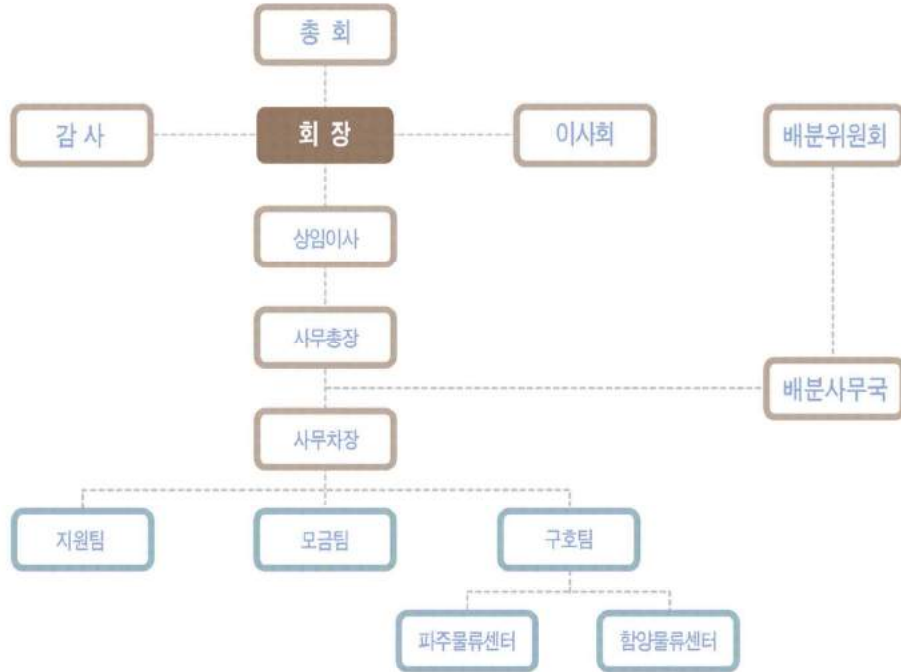 총 회
감 사
회 장
이사회
배분위원회
상임이사
사무총장
배분사무국
사무차장
지원팀
모금팀
구호팀
파주물류센터
함양물류센터